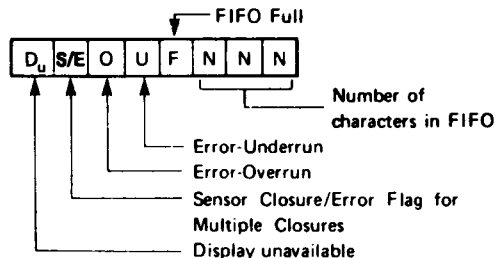 FIFO Full
Du S/E O U F N N N
Number of
characters in FIFO
Error-Underrun
Error-Overrun
Sensor Closure/Error Flag for
Multiple Closures
Display unavailable